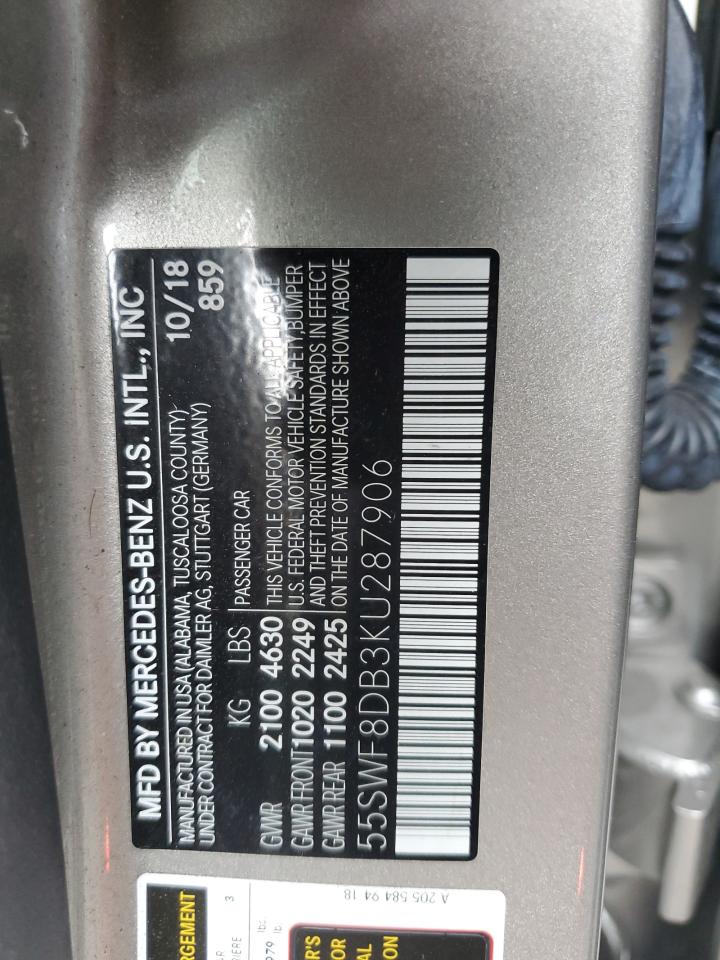 MFD BY MERCEDES-BENZ U.S. INTL., INC
MANUFACTURED IN USA (ALABAMA, TUSCALOOSA COUNTY) 10/18
UNDER CONTRACT FOR DAIMLER AG, STUTTGART (GERMANY) 859
KG LBS PASSENGER CAR
GVWR 2100 4630 THIS VEHICLE CONFORMS TO ALL APPLICABLE
GAWR FRONT 1020 2249 U.S. FEDERAL MOTOR VEHICLE SAFETY, BUMPER
GAWR REAR 1100 2425 AND THEFT PREVENTION STANDARDS IN EFFECT
ON THE DATE OF MANUFACTURE SHOWN ABOVE
55SWF8DB3KU287906
A 205 584 94 18
3
lbs.